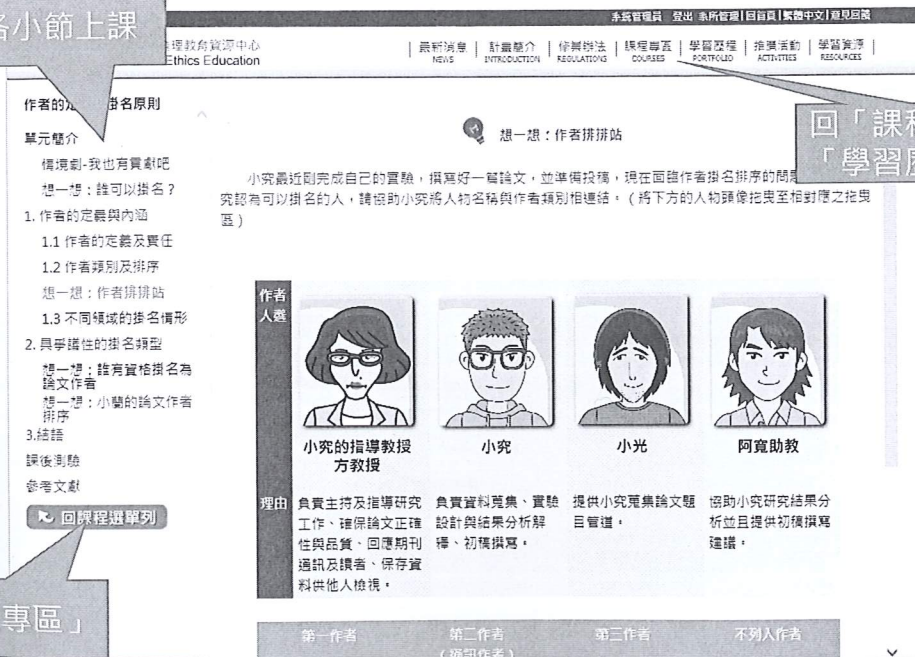 各小節上課
系統管理員 登出 系所管理|回首頁|繁體中文|意見回饋
理教育資源中心
Ethics Education
最新消息
NEWS
計畫簡介
INTRODUCTION
修業辦法
REGULATIONS
課程專區
COURSES
學習歷程
PORTFOLIO
推廣活動
ACTIVITIES
學習資源
RESOURCES
回「課程
「學習歷
作者的定
掛名原則
單元簡介
情境劇-我也有貢獻吧
想一想：誰可以掛名？
1. 作者的定義與內涵
1.1 作者的定義及責任
1.2 作者類別及排序
想一想：作者排排站
1.3 不同領域的掛名情形
2. 具爭議性的掛名類型
想一想：誰有資格掛名為
論文作者
想一想：小蘭的論文作者
排序
3.結語
課後測驗
參考文獻
回課程選單列
專區」
想一想：作者排排站
小究最近剛完成自己的實驗，撰寫好一篇論文，並準備投稿，現在面臨作者掛名排序的問
究認為可以掛名的人，請協助小究將人物名稱與作者類別相連結。（將下方的人物頭像拖曳至相對應之拖曳
區）
作者
人選
小究的指導教授
方教授
小究
小光
阿寬助教
理由
負責主持及指導研究
工作、確保論文正確
性與品質、回應期刊
通訊及讀者、保存資
料供他人檢視。
負責資料蒐集、實驗
設計與結果分析解
釋、初稿撰寫。
提供小究蒐集論文題
目管道。
協助小究研究結果分
析並且提供初稿撰寫
建議。
第一作者
第二作者
（通訊作者）
第三作者
不列入作者